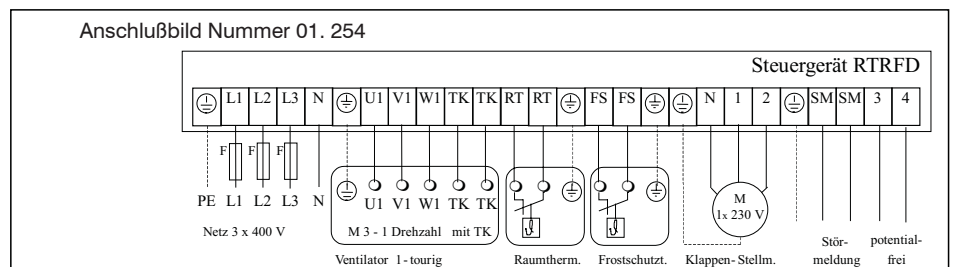 Anschlußbild Nummer 01. 254
Steuergerät RTRFD
L1 L2 L3 N U1 V1 W1 TK TK RT RT FS FS N 1 2 SM SM 3 4
F F F
PE L1 L2 L3 N U1 V1 W1 TK TK M 1x 230 V
Netz 3 x 400 V M 3 - 1 Drehzahl mit TK Stör- potential-
Ventilator 1-tourig Raumtherm. Frostschutzt. Klappen-Stellm. meldung frei